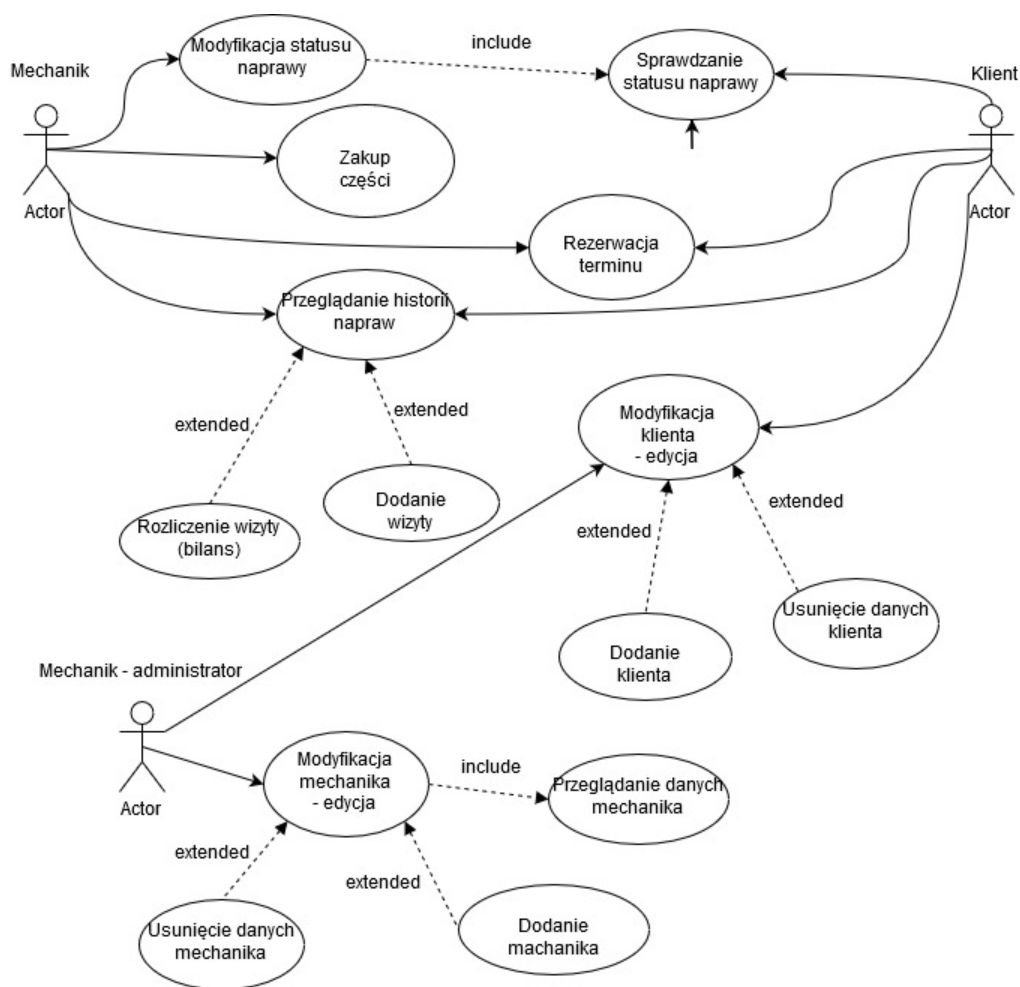 Modyfikacja statusu
naprawy
include
Sprawdzanie
statusu naprawy
Mechanik
Klient
Zakup
części
Actor
Actor
Rezerwacja
terminu
Przeglądanie historii
napraw
extended
extended
Modyfikacja
klienta
- edycja
Rozliczenie wizyty
(bilans)
Dodanie
wizyty
extended
extended
Usunięcie danych
klienta
Dodanie
klienta
Mechanik - administrator
Actor
Modyfikacja
mechanika
- edycja
include
Przeglądanie danych
mechanika
extended
extended
Usunięcie danych
mechanika
Dodanie
machanika